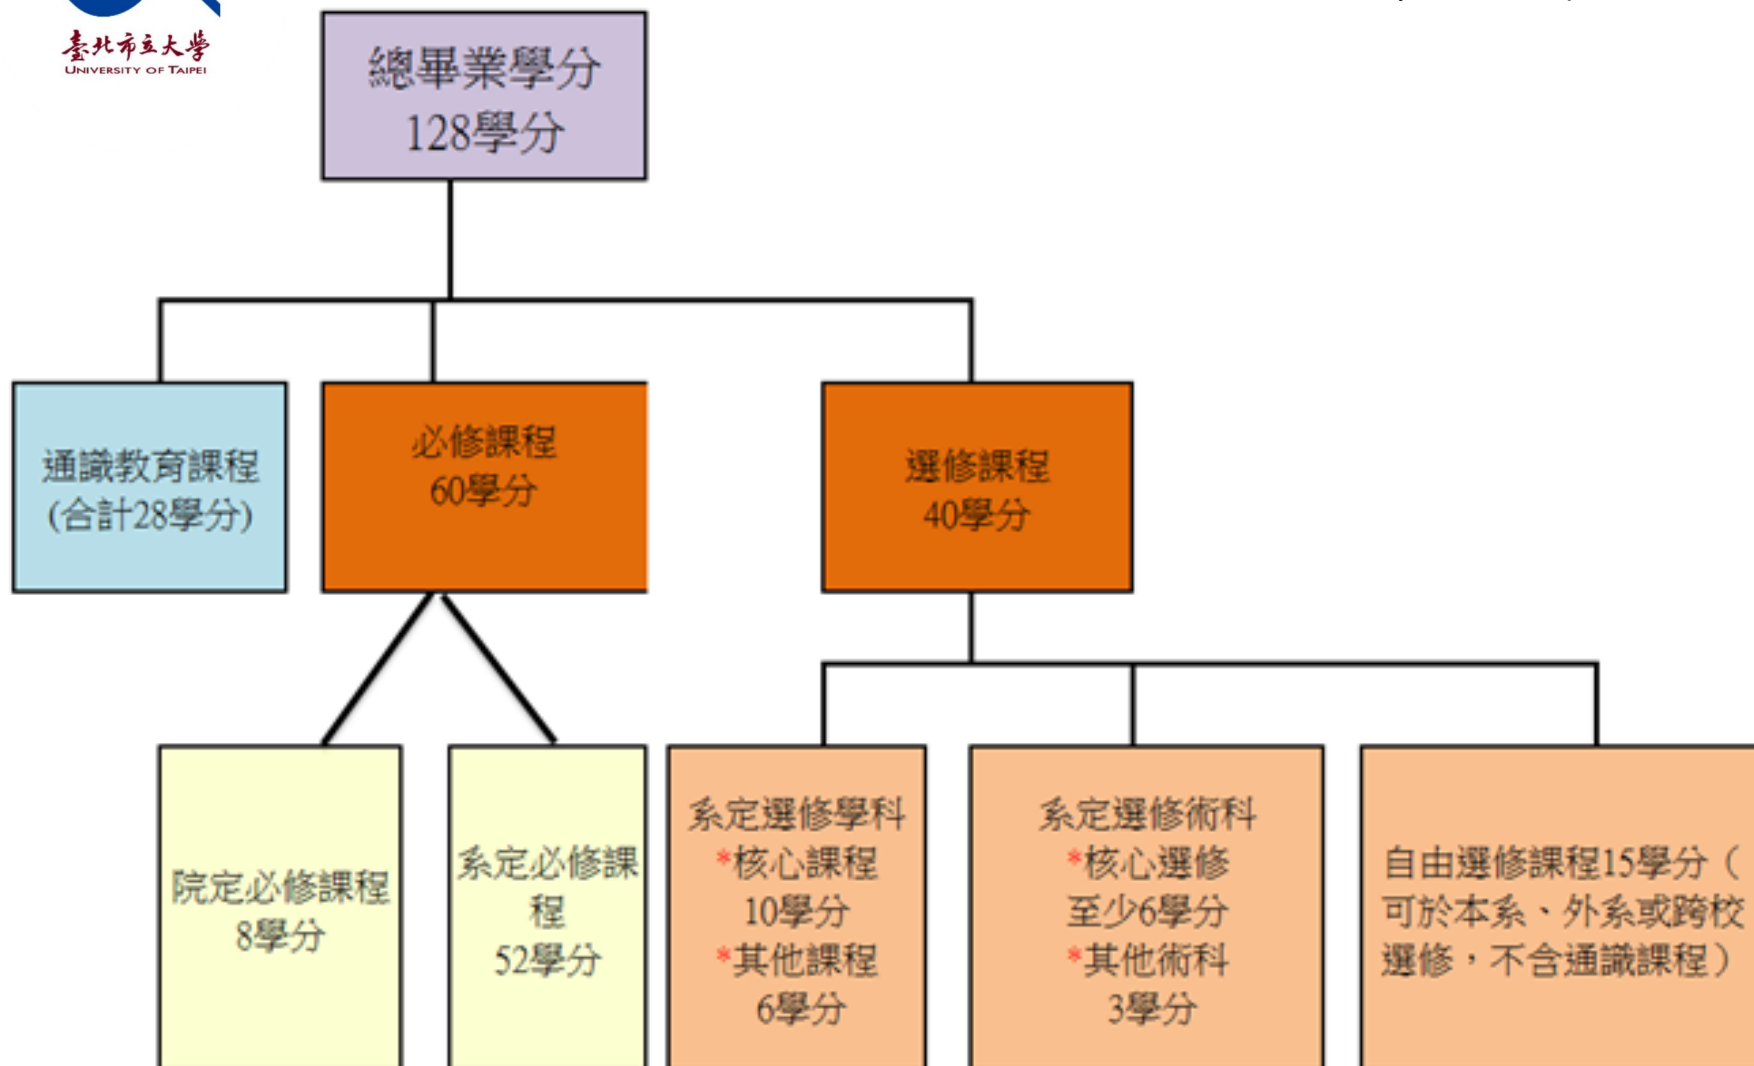 臺北市立大學
UNIVERSITY OF TAIPEI
總畢業學分
128學分
通識教育課程
(合計28學分)
必修課程
60學分
選修課程
40學分
院定必修課程
8學分
系定必修課
程
52學分
系定選修學科
*核心課程
10學分
*其他課程
6學分
系定選修術科
*核心選修
至少6學分
*其他術科
3學分
自由選修課程15學分（
可於本系、外系或跨校
選修，不含通識課程）